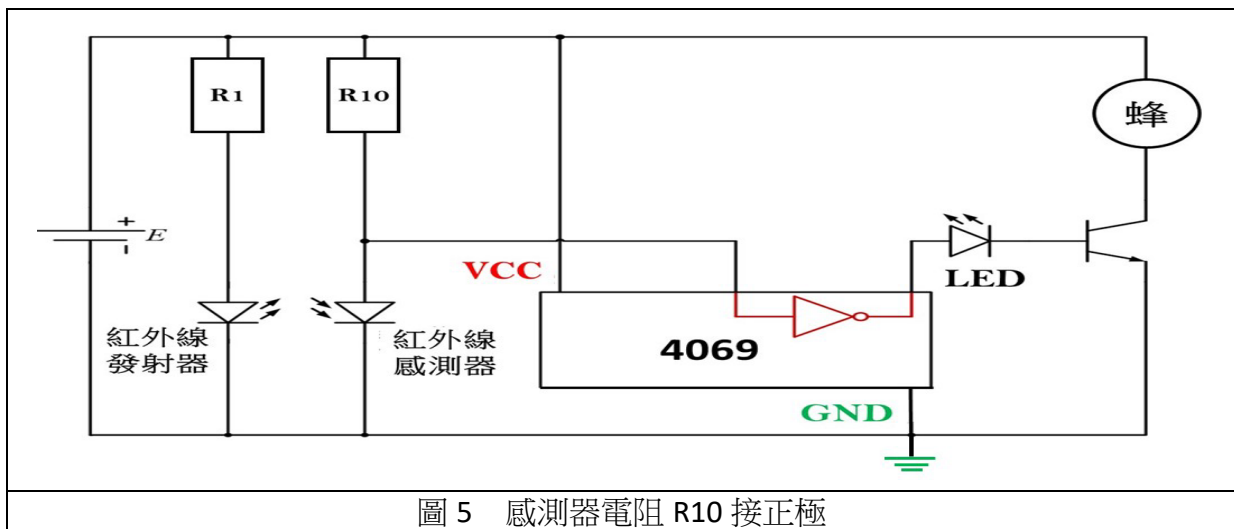 R1
R10
蜂
+
E
-
VCC
LED
紅外線
發射器
紅外線
感測器
4069
GND
圖 5 感測器電阻 R10 接正極